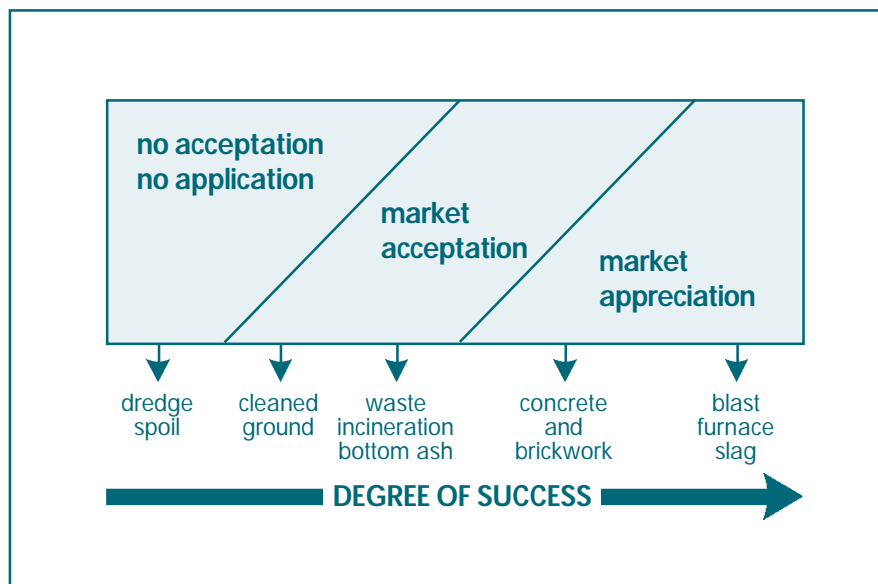 no acceptation
no application
market
acceptation
market
appreciation
dredge
spoil
cleaned
ground
waste
incineration
bottom ash
concrete
and
brickwork
blast
furnace
slag
DEGREE OF SUCCESS